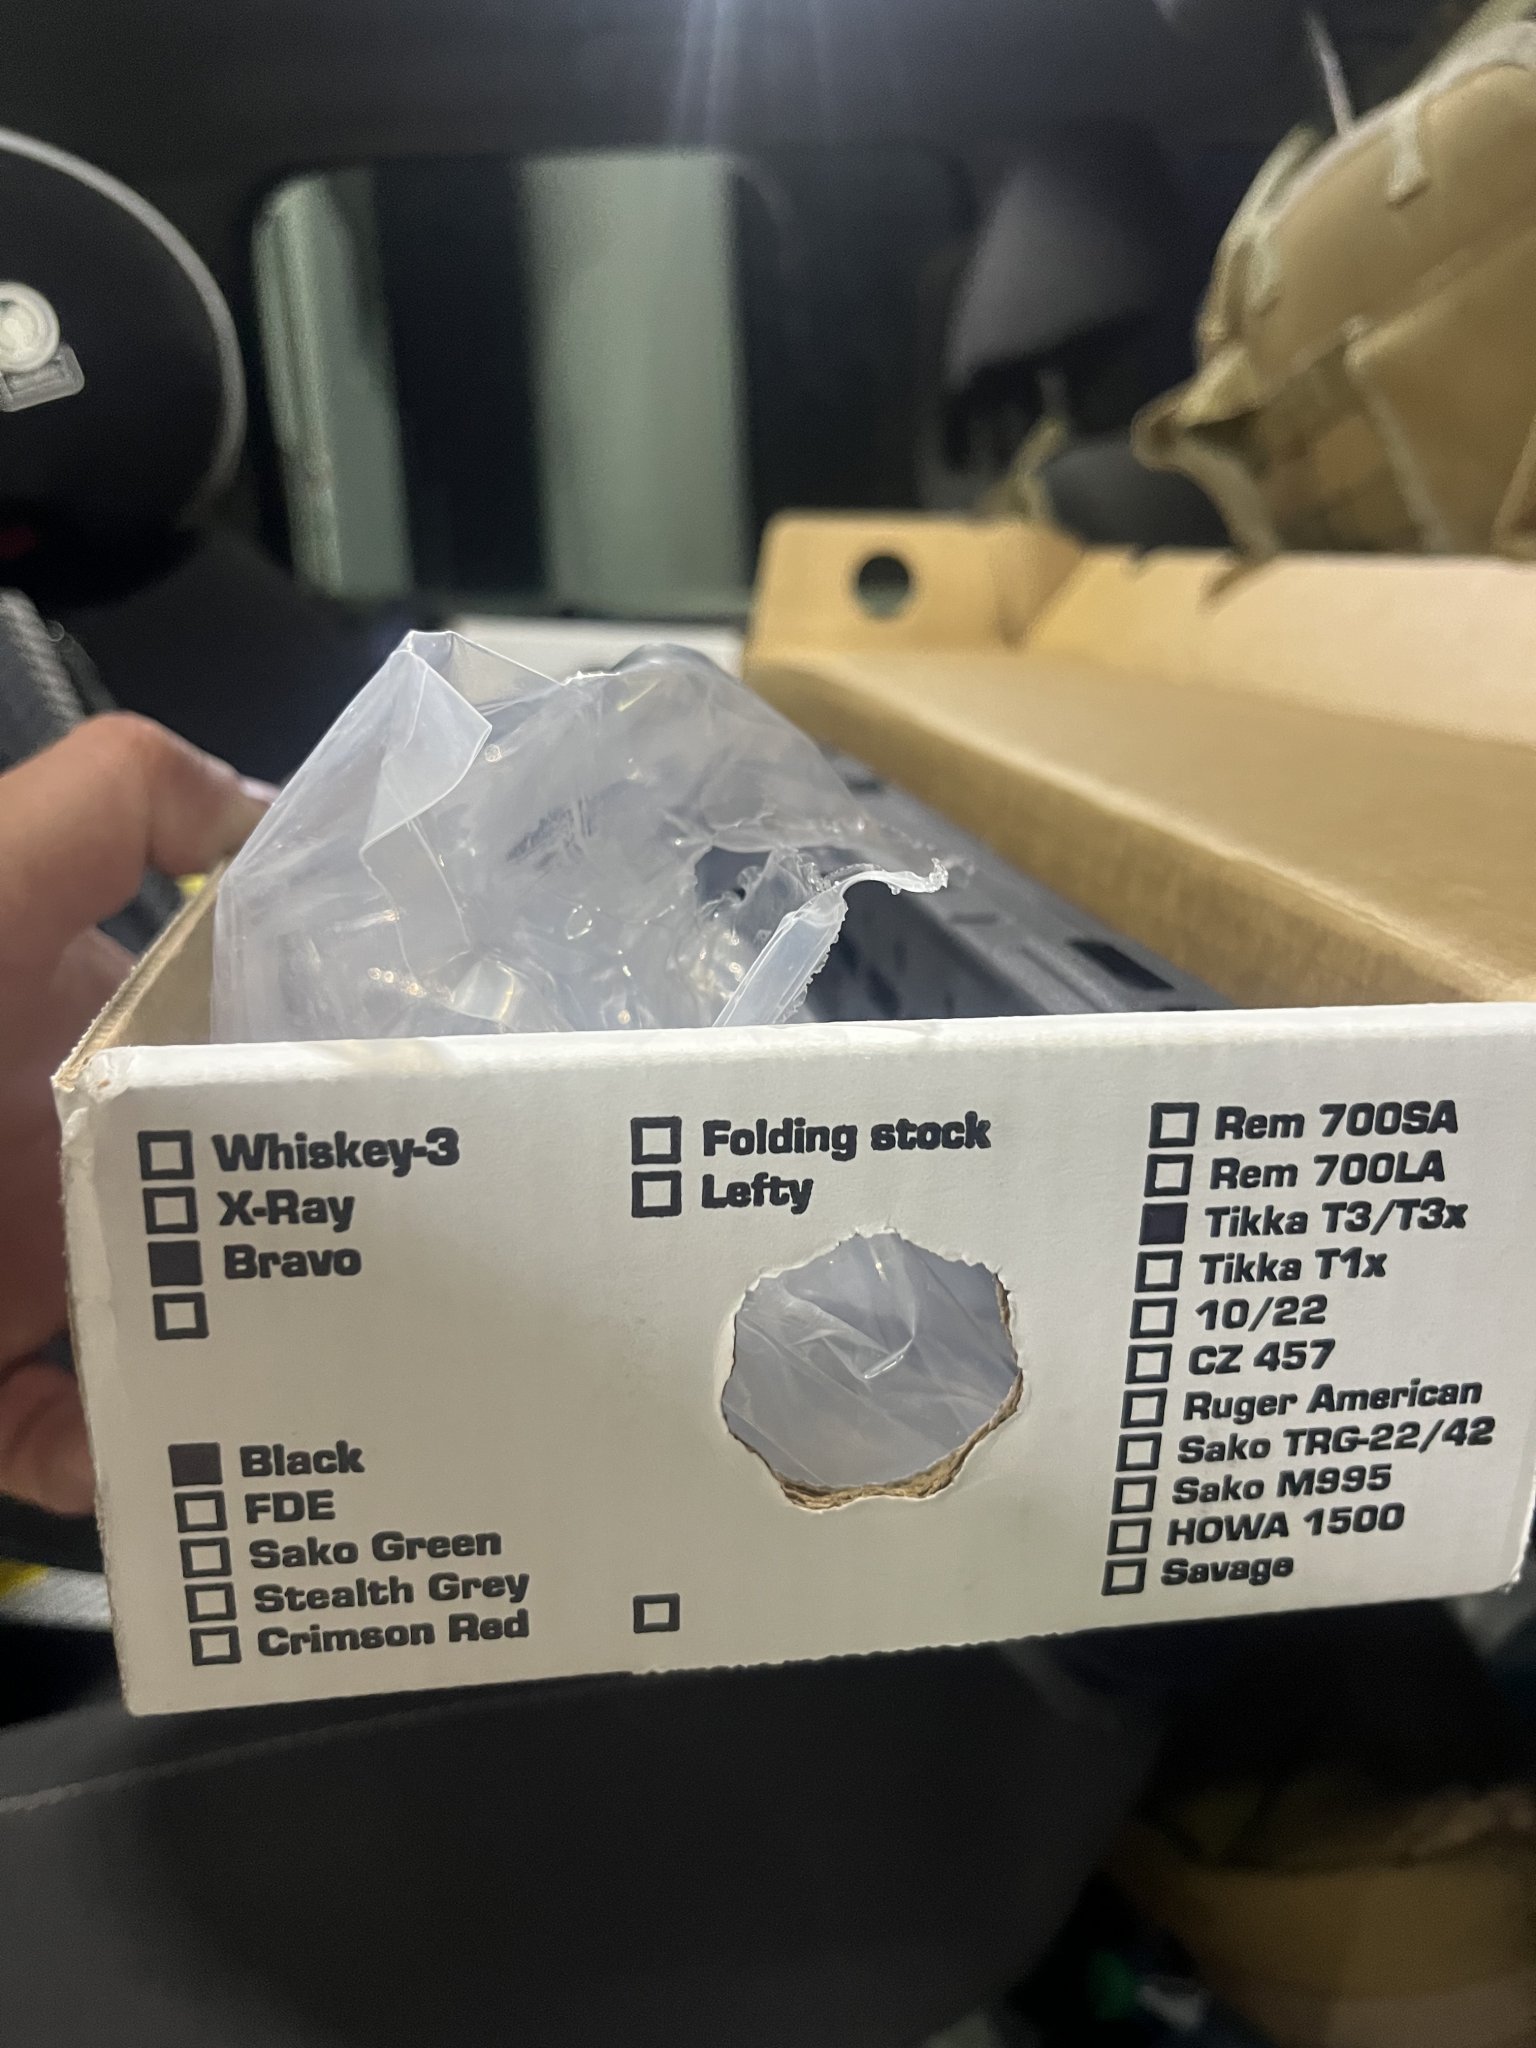 Whiskey-3
X-Ray
Bravo
Black
FDE
Sako Green
Stealth Grey
Crimson Red
Folding stock
Lefty
Rem 700SA
Rem 700LA
Tikka T3/T3x
Tikka T1x
10/22
CZ 457
Ruger American
Sako TRG-22/42
Sako M995
HOWA 1500
Savage